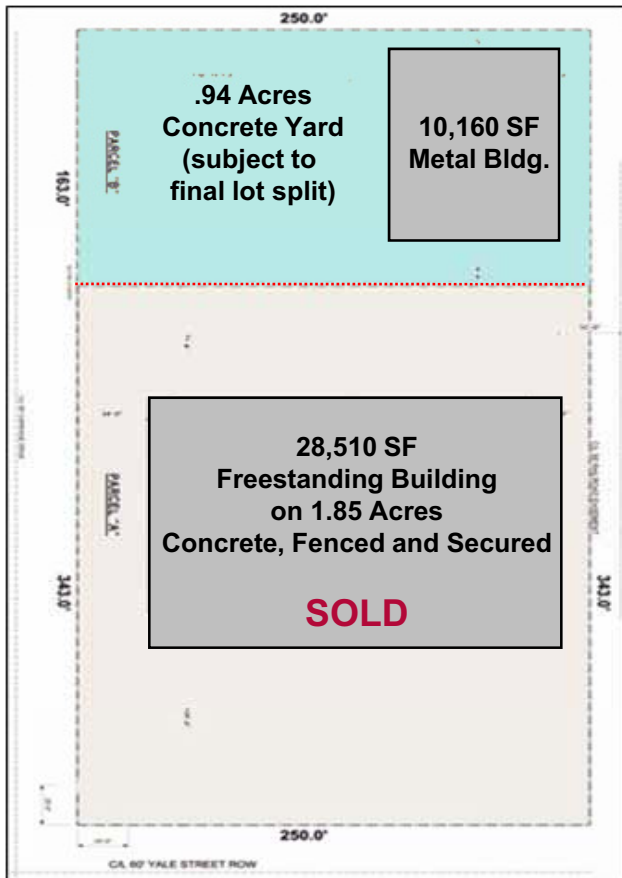 250.0'
.94 Acres
Concrete Yard
(subject to
final lot split)
10,160 SF
Metal Bldg.
PARCEL "B"
163.0'
28,510 SF
Freestanding Building
on 1.85 Acres
Concrete, Fenced and Secured
SOLD
PARCEL "A"
343.0'
343.0'
250.0'
C/L 60' YALE STREET ROW